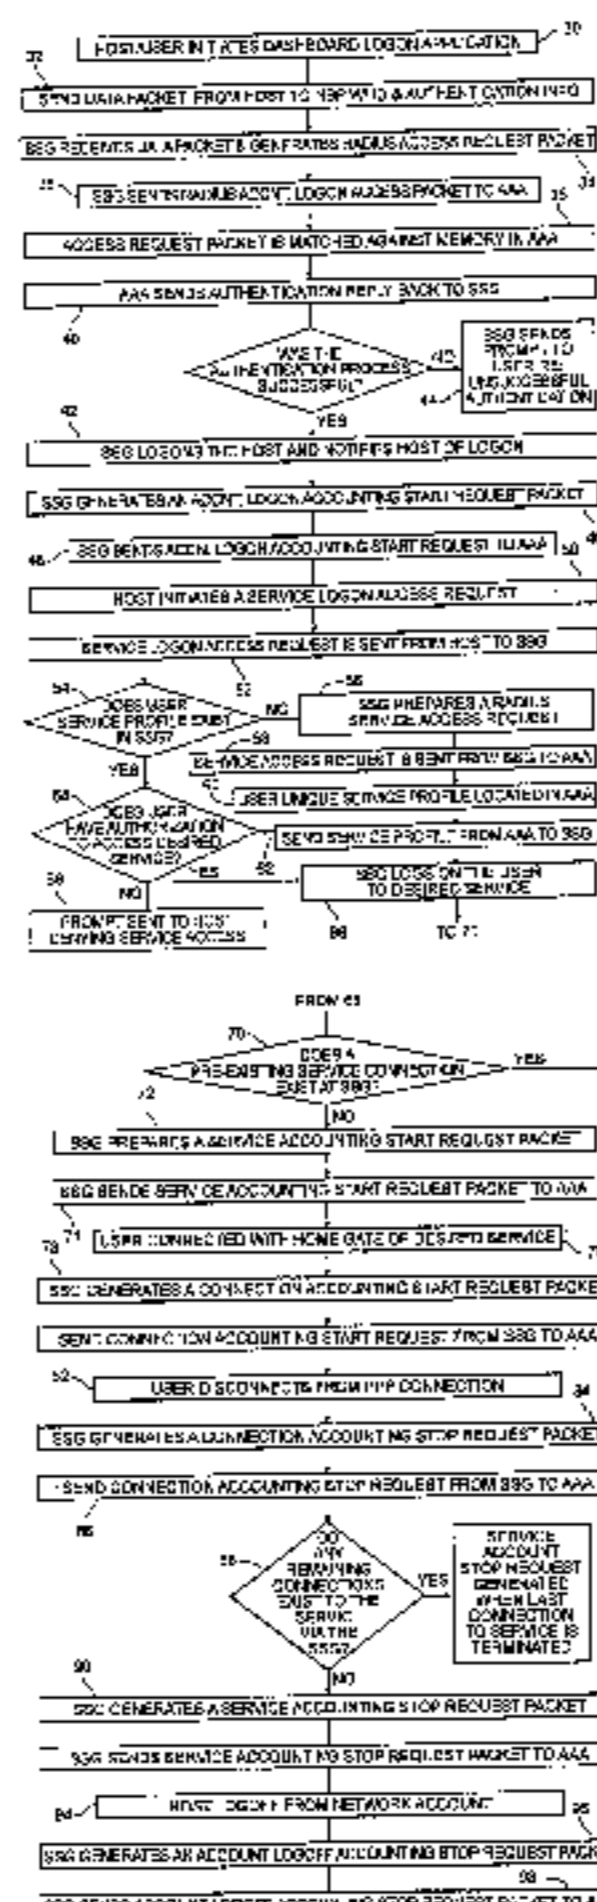 30
HOST/USER INITIATES DASHBOARD LOGON APPLICATION
32
SEND DATA PACKET FROM HOST TO NRP W/ID & AUTHENTICATION INFO
SSG RECEIVES DATA PACKET & GENERATES RADIUS ACCESS REQUEST PACKET
34
SSG SENTS RADIUS ACCNT. LOGON ACCESS PACKET TO AAA
ACCESS REQUEST PACKET IS MATCHED AGAINST MEMORY IN AAA
AAA SENDS AUTHENTICATION REPLY BACK TO SSG
40
WAS THE
AUTHENTICATION PROCESS
SUCCESSFUL?
NO
SSG SENDS
PROMPT TO
USER RE:
UNSUCCESSFUL
AUTHENTICATION
44
YES
42
SSG LOGONS THE HOST AND NOTIFIES HOST OF LOGON
SSG GENERATES AN ACCNT. LOGON ACCOUNTING START REQUEST PACKET
48
SSG SENTS ACCN. LOGON ACCOUNTING START REQUEST TO AAA
50
HOST INITIATES A SERVICE LOGON ACCESS REQUEST
SERVICE LOGON ACCESS REQUEST IS SENT FROM HOST TO SSG
52
54
DOES USER
SERVICE PROFILE EXIST
IN SSG?
NO
SSG PREPARES A RADIUS
SERVICE ACCESS REQUEST
58
SERVICE ACCESS REQUEST IS SENT FROM SSG TO AAA
YES
USER UNIQUE SERVICE PROFILE LOCATED IN AAA
DOES USER
HAVE AUTHORIZATION
TO ACCESS DESIRED
SERVICE?
SEND SERVICE PROFILE FROM AAA TO SSG
62
YES
SSG LOGS ON THE USER
TO DESIRED SERVICE
NO
PROMPT SENT TO HOST
DENYING SERVICE ACCESS
TO 70
FROM 68
70
DOES A
PRE-EXISTING SERVICE CONNECTION
EXIST AT SSG?
YES
NO
72
SSG PREPARES A SERVICE ACCOUNTING START REQUEST PACKET
SSG SENDS SERVICE ACCOUNTING START REQUEST PACKET TO AAA
74
USER CONNECTED WITH HOME GATE OF DESIRED SERVICE
78
SSG GENERATES A CONNECTION ACCOUNTING START REQUEST PACKET
SEND CONNECTION ACCOUNTING START REQUEST FROM SSG TO AAA
82
USER DISCONNECTS FROM PPP CONNECTION
84
SSG GENERATES A CONNECTION ACCOUNTING STOP REQUEST PACKET
SEND CONNECTION ACCOUNTING STOP REQUEST FROM SSG TO AAA
86
DO
ANY
REMAINING
CONNECTIONS
EXIST TO THE
SERVIC
VIA THE
SSG?
YES
SERVICE
ACCOUNT
STOP REQUEST
GENERATED
WHEN LAST
CONNECTION
TO SERVICE IS
TERMINATED
NO
90
SSG GENERATES A SERVICE ACCOUNTING STOP REQUEST PACKET
SSG SENDS SERVICE ACCOUNTING STOP REQUEST PACKET TO AAA
94
HOST LOGOFF FROM NETWORK ACCOUNT
SSG GENERATES AN ACCOUNT LOGOFF ACCOUNTING STOP REQUEST PACK
98